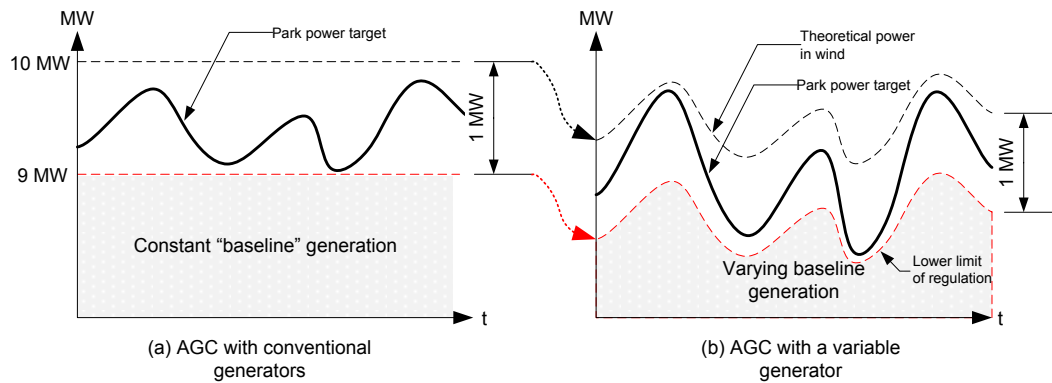 MW
Park power target
10 MW
1 MW
9 MW
Constant “baseline” generation
t
(a) AGC with conventional
generators
MW
Theoretical power
in wind
Park power target
1 MW
Lower limit
of regulation
Varying baseline
generation
t
(b) AGC with a variable
generator